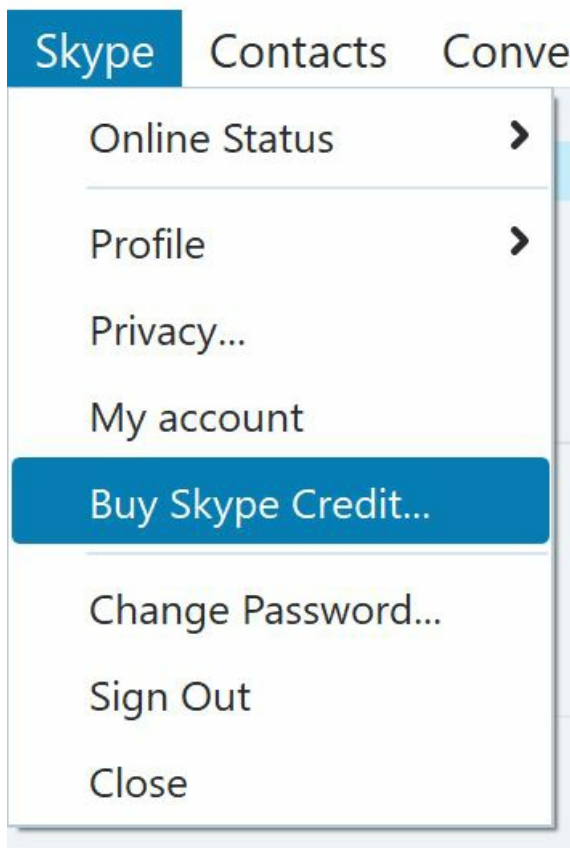 Skype Contacts Conve
Online Status
Profile
Privacy...
My account
Buy Skype Credit...
Change Password...
Sign Out
Close